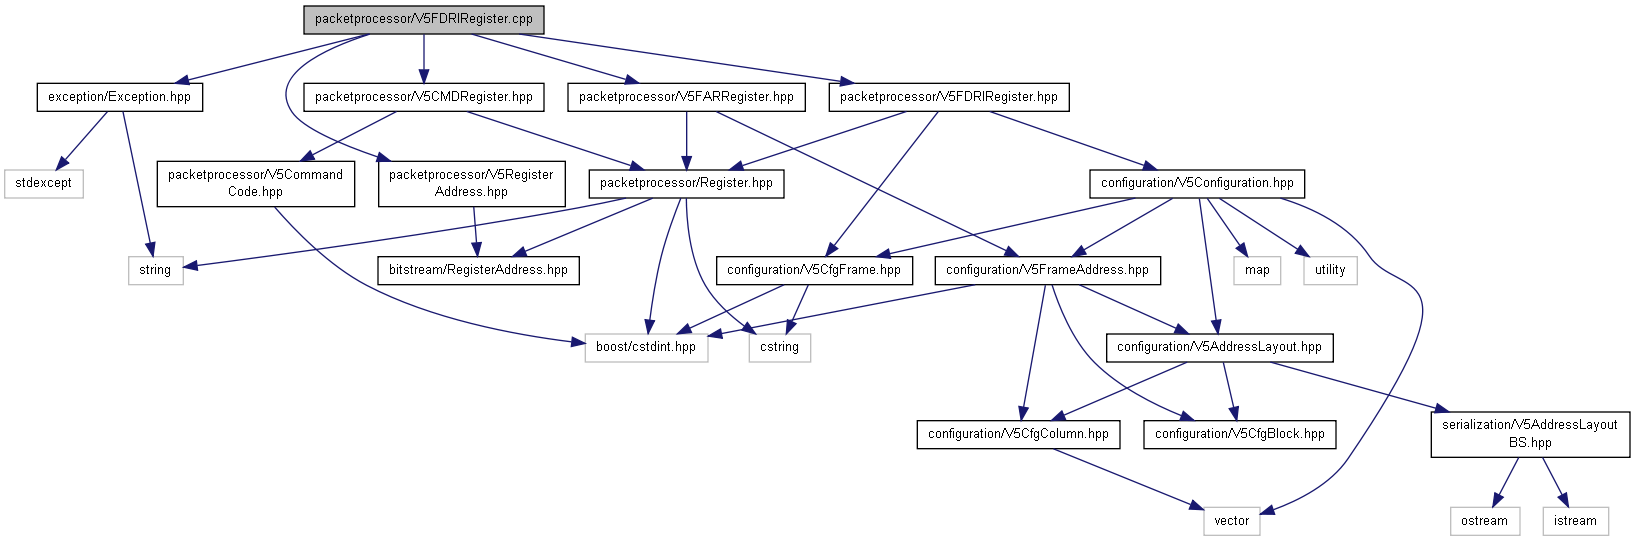 packetprocessor/V5FDRIRegister.cpp
exception/Exception.hpp
packetprocessor/V5CMDRegister.hpp
packetprocessor/V5FARRegister.hpp
packetprocessor/V5FDRIRegister.hpp
stdexcept
packetprocessor/V5Command
Code.hpp
packetprocessor/V5Register
Address.hpp
packetprocessor/Register.hpp
configuration/V5Configuration.hpp
string
bitstream/RegisterAddress.hpp
configuration/V5CfgFrame.hpp
configuration/V5FrameAddress.hpp
map
utility
boost/cstdint.hpp
cstring
configuration/V5AddressLayout.hpp
configuration/V5CfgColumn.hpp
configuration/V5CfgBlock.hpp
serialization/V5AddressLayout
BS.hpp
vector
ostream
istream